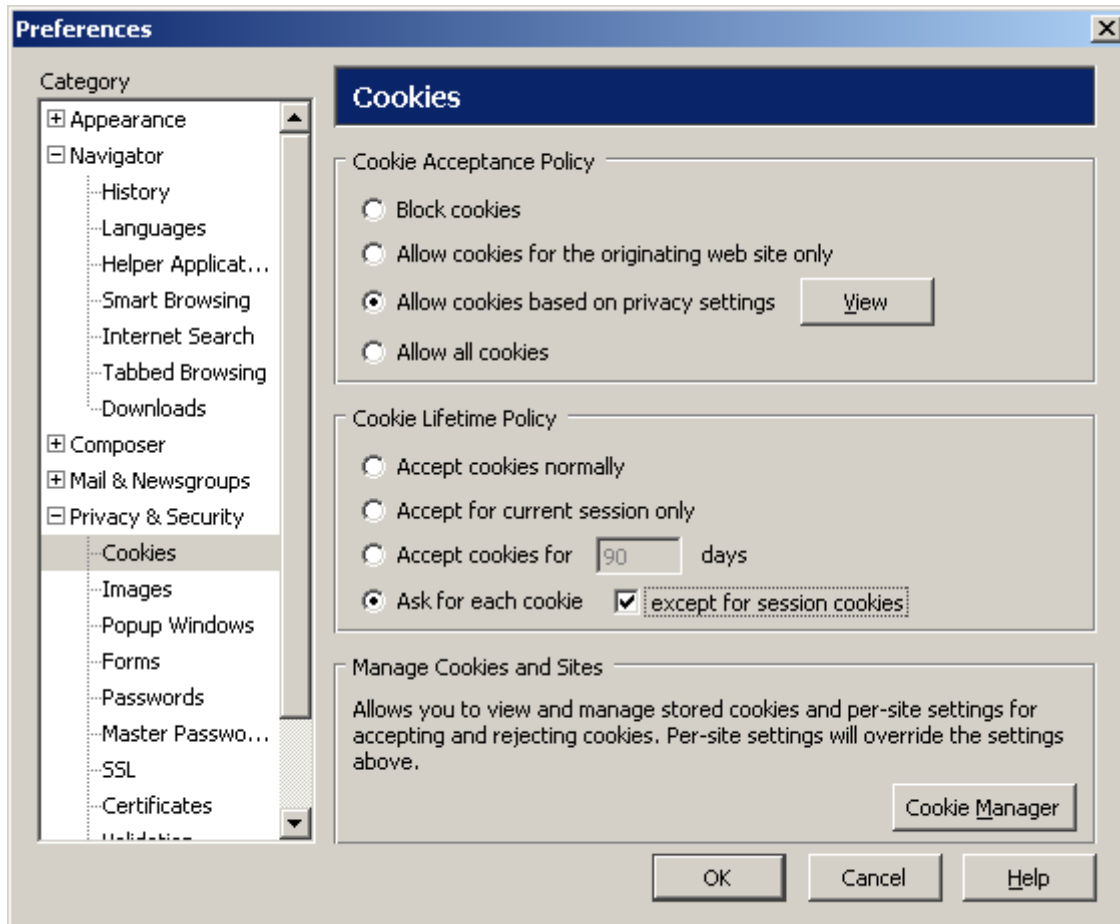 Preferences
Category
Appearance
Navigator
History
Languages
Helper Applicat...
Smart Browsing
Internet Search
Tabbed Browsing
Downloads
Composer
Mail & Newsgroups
Privacy & Security
Cookies
Images
Popup Windows
Forms
Passwords
Master Passwo...
SSL
Certificates
Validation
Cookies
Cookie Acceptance Policy
Block cookies
Allow cookies for the originating web site only
Allow cookies based on privacy settings View
Allow all cookies
Cookie Lifetime Policy
Accept cookies normally
Accept for current session only
Accept cookies for 90 days
Ask for each cookie except for session cookies
Manage Cookies and Sites
Allows you to view and manage stored cookies and per-site settings for
accepting and rejecting cookies. Per-site settings will override the settings
above.
Cookie Manager
OK Cancel Help